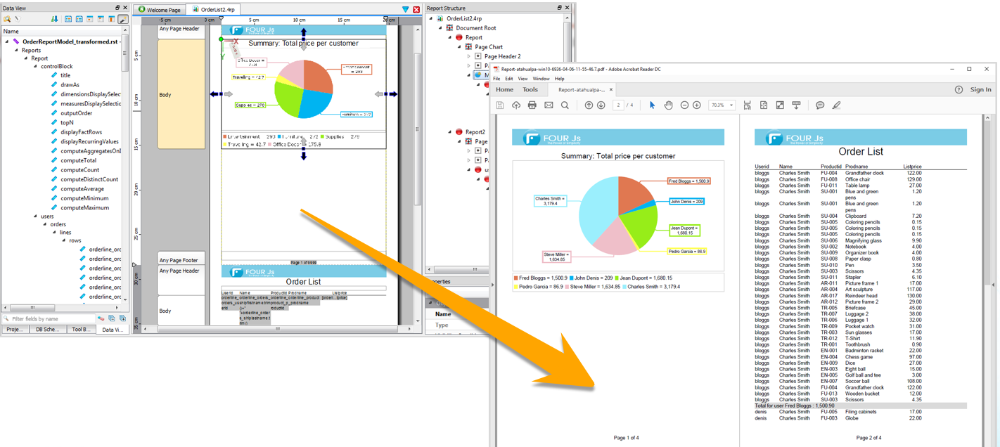 Data View
Name
OrderReportModel_transformed.rst
Reports
Report
controlBlock
title
drawAs
dimensionsDisplaySelec
measuresDisplaySelectio
outputOrder
topN
displayFactRows
displayRecurringValues
computeAggregatesOnI
computeTotal
computeCount
computeDistinctCount
computeAverage
computeMinimum
computeMaximum
users
orders
lines
rows
orderline_orc
orderline_orc
orderline_orc
orderline_orc
orderline_orc
orderline_orc
Filter fields by name
Proje... DB Sche... Tool B... Data Vi...
Welcome Page OrderList2.4rp
-5 cm 0 cm 5 cm 10 cm 15 cm 20 cm
5 cm
10 cm
15 cm
20 cm
25 cm
30 cm
35 cm
Any Page Header
Body
Any Page Footer
Any Page Header
Body
FOUR Js
X
Y
Summary: Total price per customer
Travelling = 42.7
Supplies = 278
Furniture = 272
Entertainment = 293 Furniture = 272 Supplies = 278
Traveling = 42.7 Office Decor = 175.8
Page 1 of 9999
FOUR Js
Order List
Userid Name Productid Prodname Listprice
Report Structure
OrderList2.4rp
Document Root
Report
Page Chart
Page Header 2
Pa
M
Report2
Page
Pa
Pa
us
operties
Name
Type
Report-atahualpa-win10-6936-04-06-11-55-46.7.pdf - Adobe Acrobat Reader DC
File Edit View Window Help
Home Tools Report-atahualpa-... × Sign In
2 / 4 70.3%
FOUR Js
The Power of Simplicity
Summary: Total price per customer
Fred Bloggs = 1,500.9
John Denis = 209
Jean Dupont =
1,680.15
Pedro Garcia = 86.9
Steve Miller =
1,634.85
Charles Smith =
3,179.4
Fred Bloggs = 1,500.9 John Denis = 209 Jean Dupont = 1,680.15
Pedro Garcia = 86.9 Steve Miller = 1,634.85 Charles Smith = 3,179.4
Page 1 of 4
FOUR Js
The Power of Simplicity
Order List
Userid Name Productid Prodname Listprice
bloggs Charles Smith FU-004 Grandfather clock 122.00
bloggs Charles Smith FU-008 Office chair 129.00
bloggs Charles Smith FU-011 Table lamp 27.00
bloggs Charles Smith SU-001 Blue and green 1.20
pens
bloggs Charles Smith SU-001 Blue and green 1.20
pens
bloggs Charles Smith SU-004 Clipboard 7.20
bloggs Charles Smith SU-005 Coloring pencils 0.15
bloggs Charles Smith SU-005 Coloring pencils 0.15
bloggs Charles Smith SU-005 Coloring pencils 0.15
bloggs Charles Smith SU-006 Magnifying glass 9.90
bloggs Charles Smith SU-002 Notebook 4.00
bloggs Charles Smith SU-009 Organizer book 4.00
bloggs Charles Smith SU-008 Paper clasp 0.80
bloggs Charles Smith SU-010 Pen 3.50
bloggs Charles Smith SU-003 Scissors 4.35
bloggs Charles Smith SU-011 Stapler 6.10
bloggs Charles Smith AR-011 Picture frame 1 17.00
bloggs Charles Smith AR-004 Art sculpture 117.00
bloggs Charles Smith AR-017 Reindeer head 130.00
bloggs Charles Smith AR-012 Picture frame 2 29.00
bloggs Charles Smith TR-005 Briefcase 45.00
bloggs Charles Smith TR-007 Luggage 2 38.00
bloggs Charles Smith TR-006 Luggage 1 32.00
bloggs Charles Smith TR-009 Pocket watch 31.00
bloggs Charles Smith TR-003 Sun glasses 17.00
bloggs Charles Smith TR-012 T-Shirt 11.90
bloggs Charles Smith TR-001 Toothbrush 0.90
bloggs Charles Smith EN-001 Badminton racket 22.00
bloggs Charles Smith EN-004 Chess game 97.00
bloggs Charles Smith EN-009 Dice 27.00
bloggs Charles Smith EN-003 Eight ball 15.00
bloggs Charles Smith EN-005 Golf ball and tee 3.00
bloggs Charles Smith EN-007 Soccer ball 108.00
bloggs Charles Smith FU-004 Grandfather clock 122.00
bloggs Charles Smith FU-013 Wooden bucket 12.00
bloggs Charles Smith SU-003 Scissors 4.35
Total for user Fred Bloggs : 1,500.90
denis Charles Smith FU-005 Filing cabinets 17.00
denis Charles Smith FU-003 Globe 22.00
Page 2 of 4